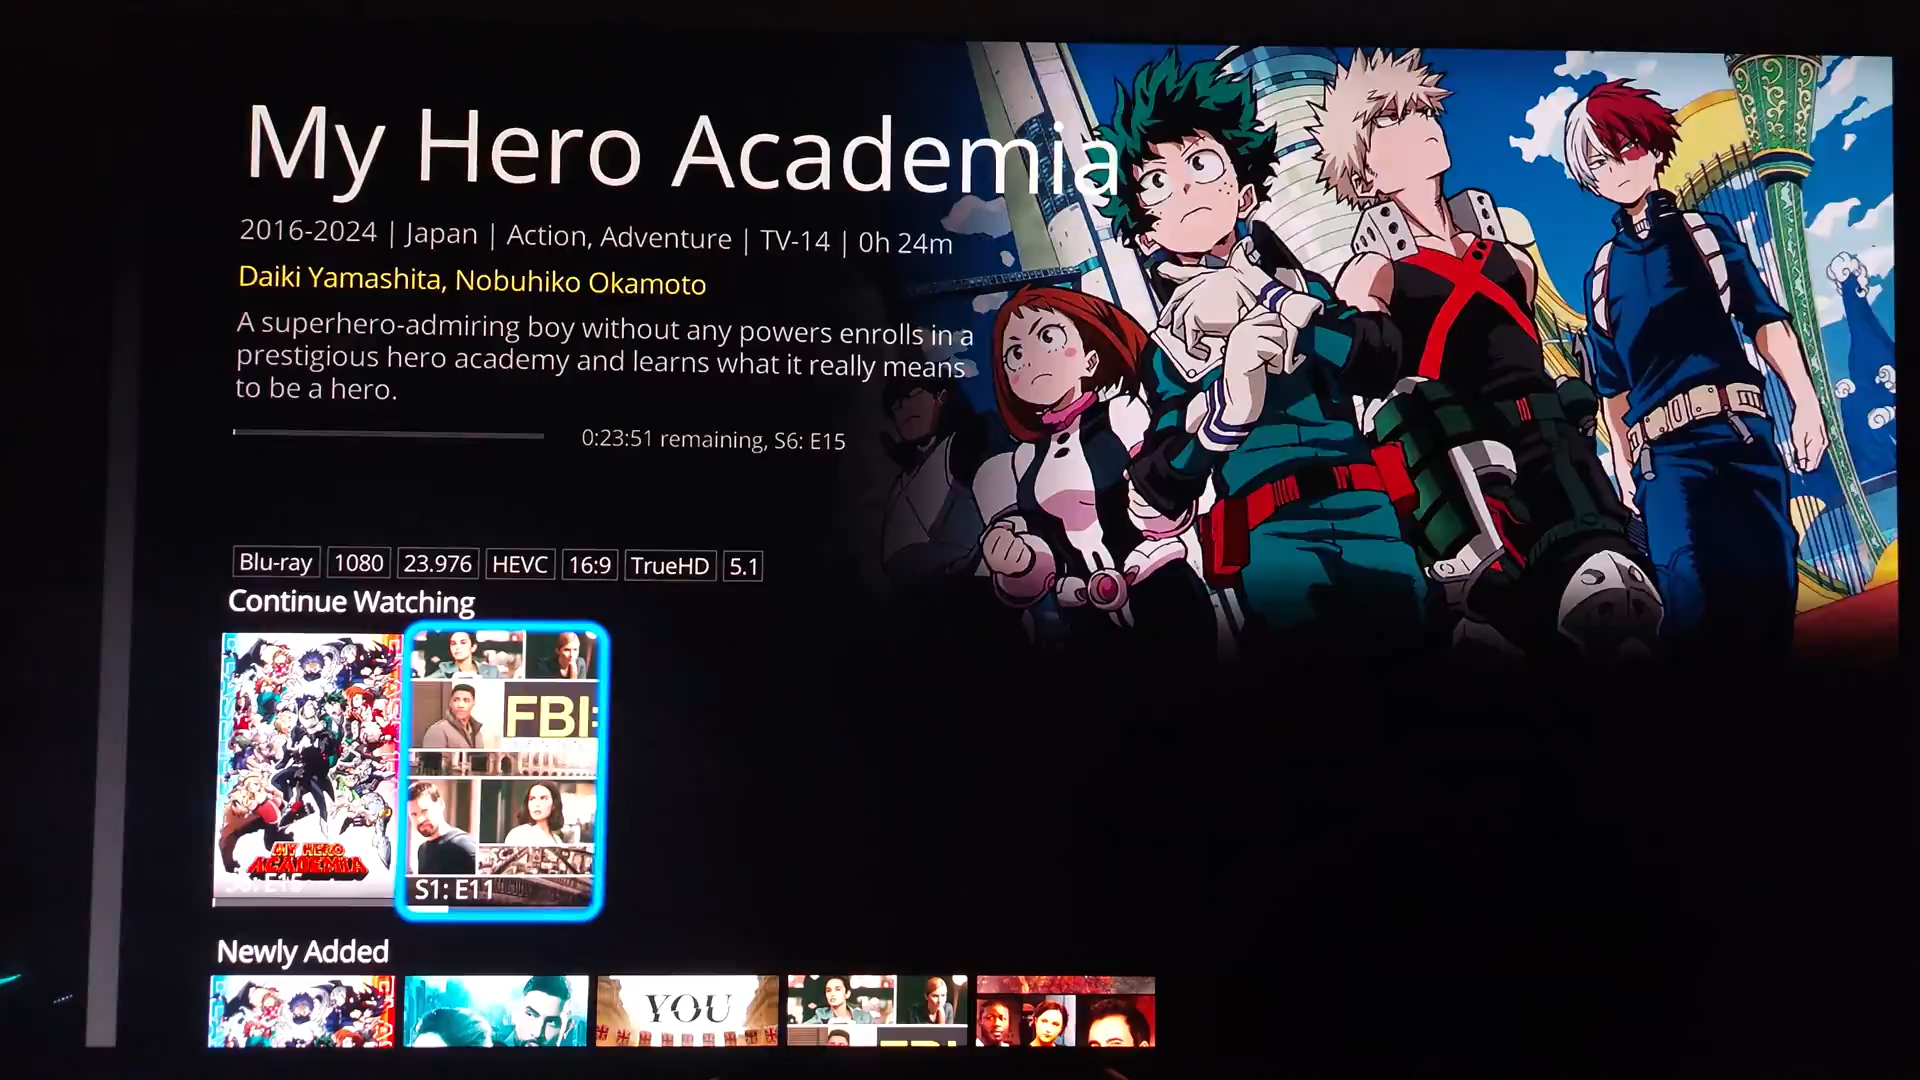 My Hero Academia
2016-2024 | Japan | Action, Adventure | TV-14 | 0h 24m
Daiki Yamashita, Nobuhiko Okamoto
A superhero-admiring boy without any powers enrolls in a
prestigious hero academy and learns what it really means
to be a hero.
0:23:51 remaining, S6: E15
Blu-ray 1080 23.976 HEVC 16:9 TrueHD 5.1
Continue Watching
FBI:
MY HERO
ACADEMIA
S6: E15
S1: E11
Newly Added
YOU
FBI